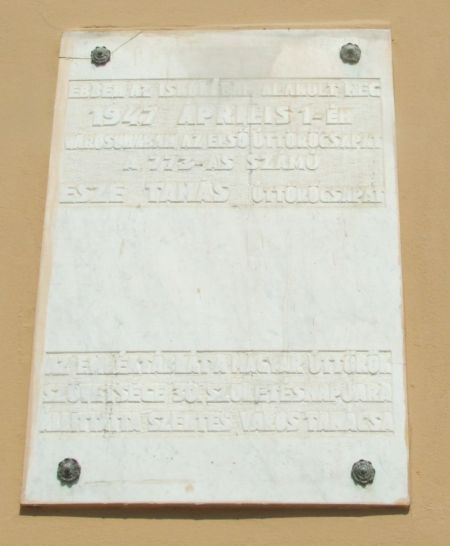 EBBEN AZ ISKOLÁBAN ALAKULT MEG
1947 ÁPRILIS 1-ÉN
VÁROSUNKBAN AZ ELSŐ ÚTTÖRŐCSAPAT
A 773-AS SZÁMÚ
ESZE TAMÁS ÚTTÖRŐCSAPAT
AZ EMLÉKTÁBLÁT A MAGYAR ÚTTÖRŐK
SZÖVETSÉGE 30. SZÜLETÉSNAPJÁRA
ÁLLÍTTATTA SZENTES VÁROS TANÁCSA